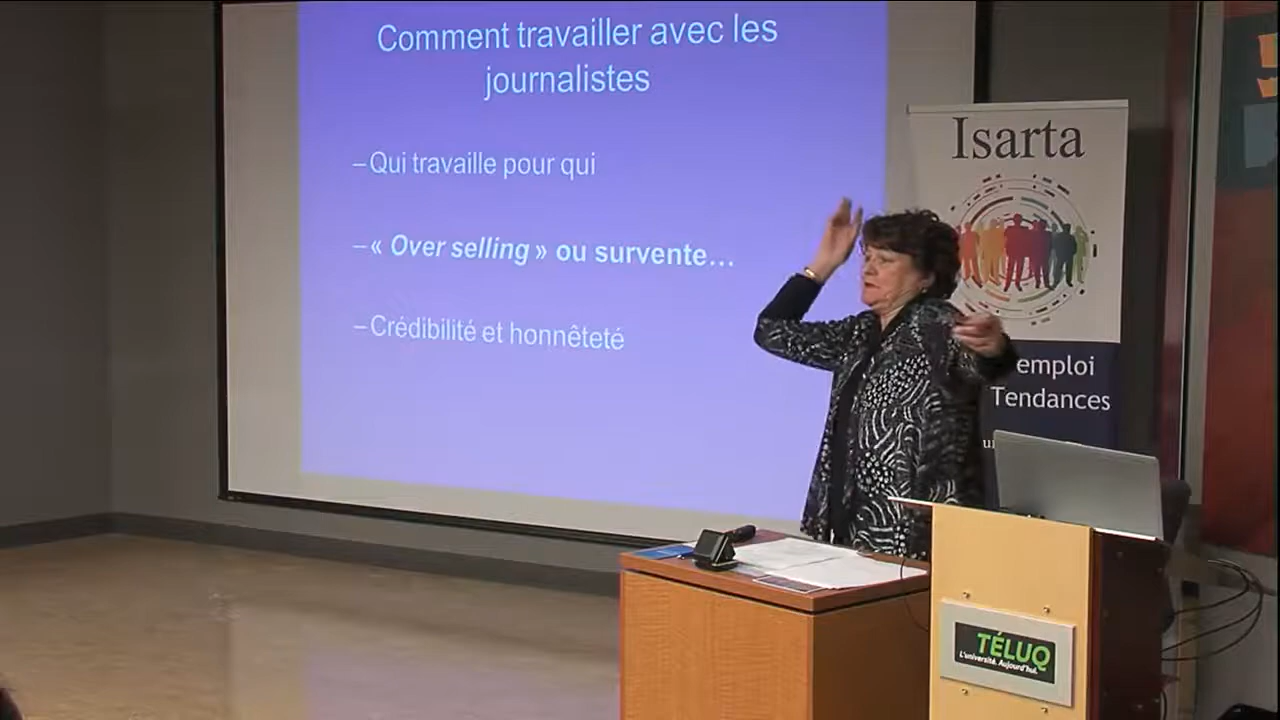 Comment travailler avec les
journalistes
–Qui travaille pour qui
–« Over selling » ou survente…
–Crédibilité et honnêteté
Isarta
emploi
Tendances
TÉLUQ
L'université. Aujourd'hui.